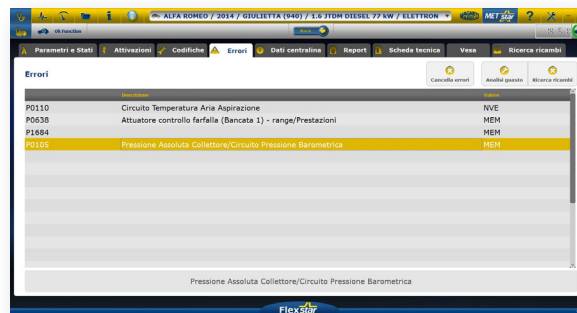 ALFA ROMEO / 2014 / GIULIETTA (940) / 1.6 JTDM DIESEL 77 kW / ELETTRON
MET star
?
Ok Function
Back
Parametri e Stati
Attivazioni
Codifiche
Errori
Dati centralina
Report
Scheda tecnica
Vesa
Ricerca ricambi
Errori
Cancella errori
Analisi guasto
Ricerca ricambi
Descrizione Valore
P0110 Circuito Temperatura Aria Aspirazione NVE
P0638 Attuatore controllo farfalla (Bancata 1) - range/Prestazioni MEM
P1684 MEM
P0105 Pressione Assoluta Collettore/Circuito Pressione Barometrica MEM
Pressione Assoluta Collettore/Circuito Pressione Barometrica
Flexstar